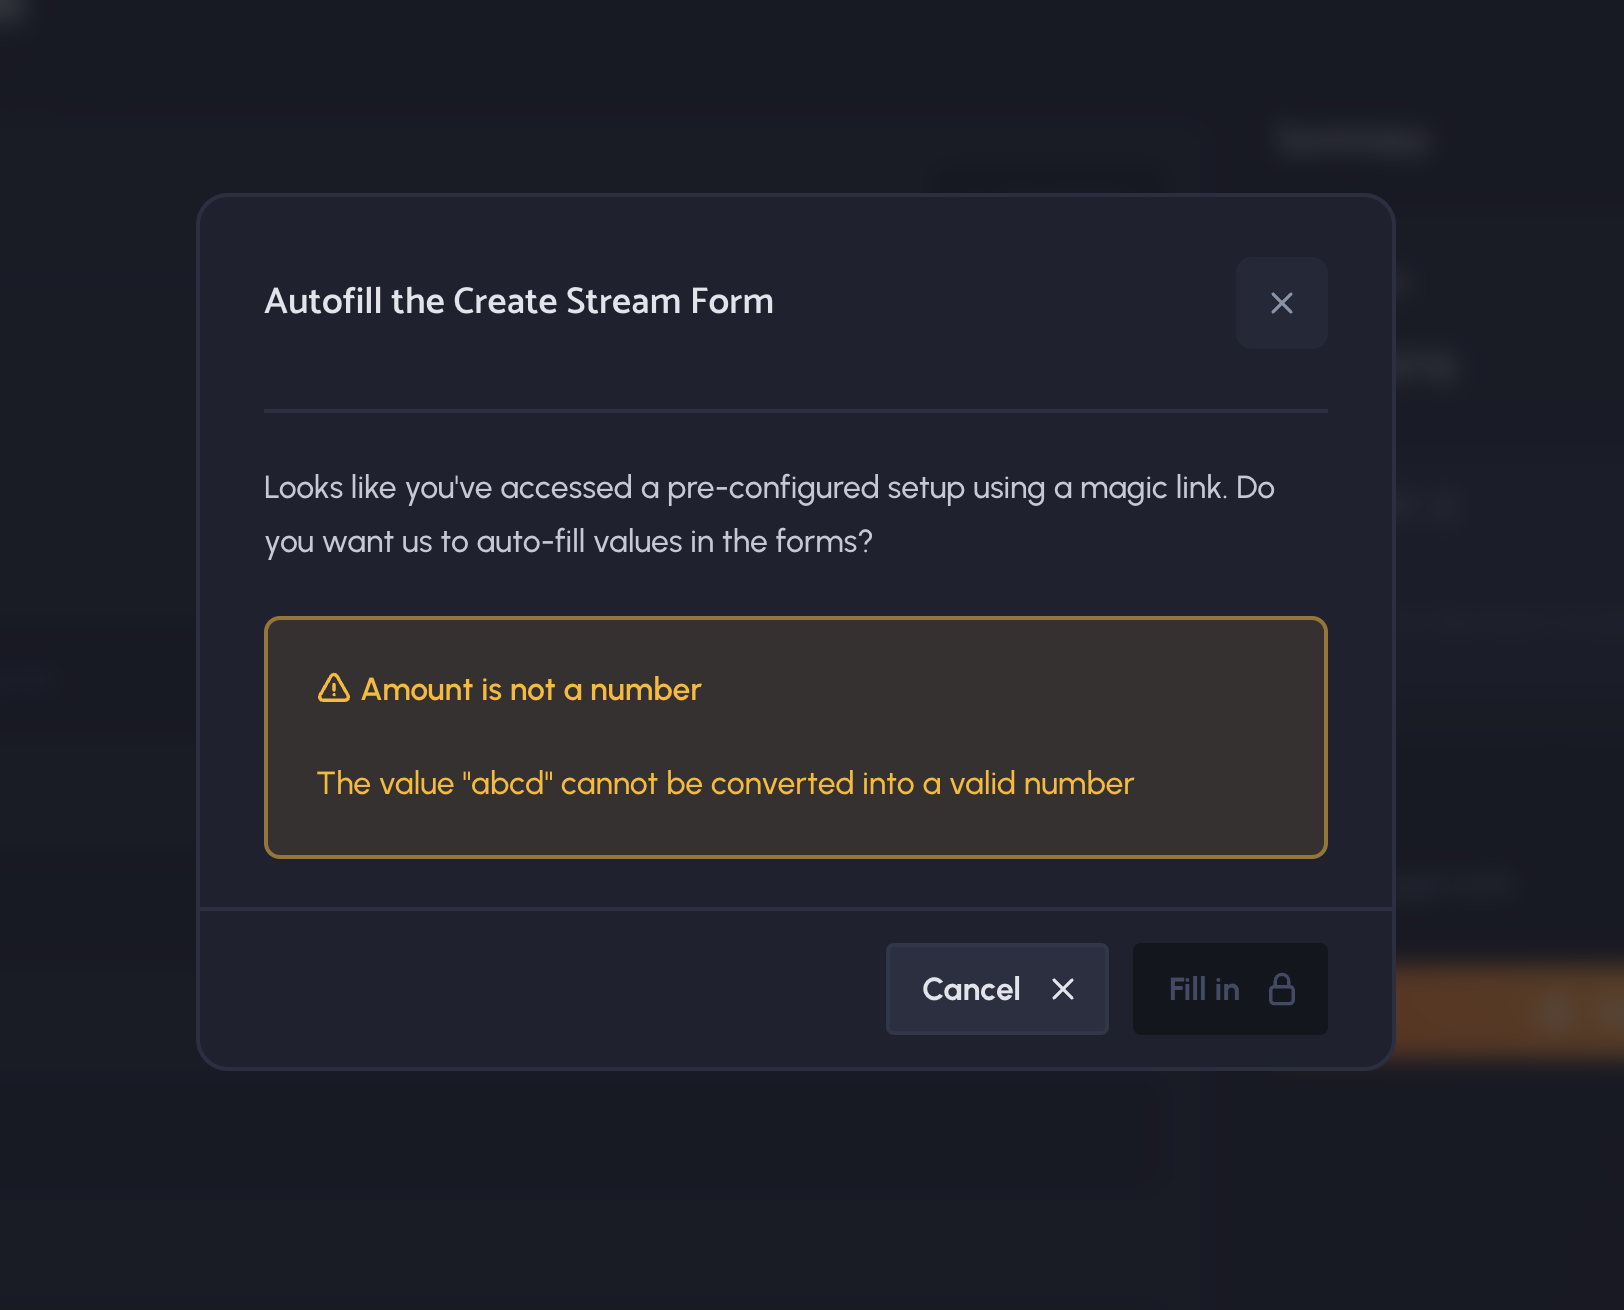 Autofill the Create Stream Form
Looks like you've accessed a pre-configured setup using a magic link. Do
you want us to auto-fill values in the forms?
Amount is not a number
The value "abcd" cannot be converted into a valid number
Cancel
Fill in